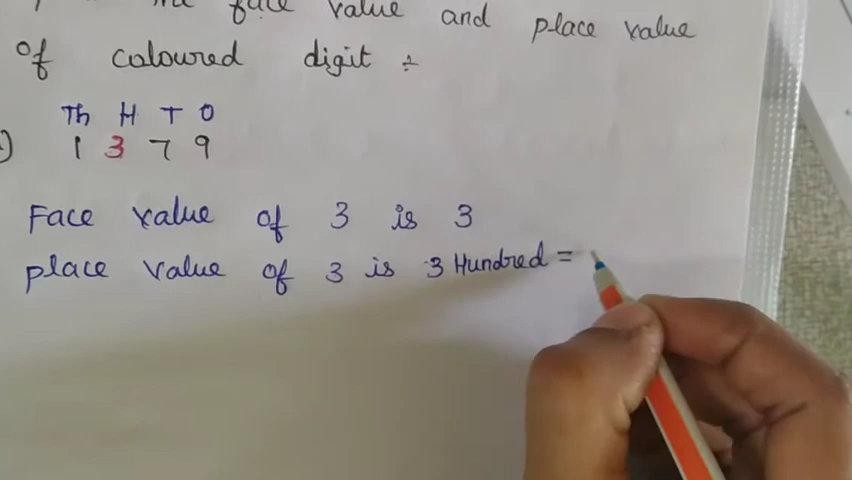 the face value and place value
of coloured digit ÷
Th H T O
1 3 7 9
Face value of 3 is 3
place value of 3 is 3 Hundred =